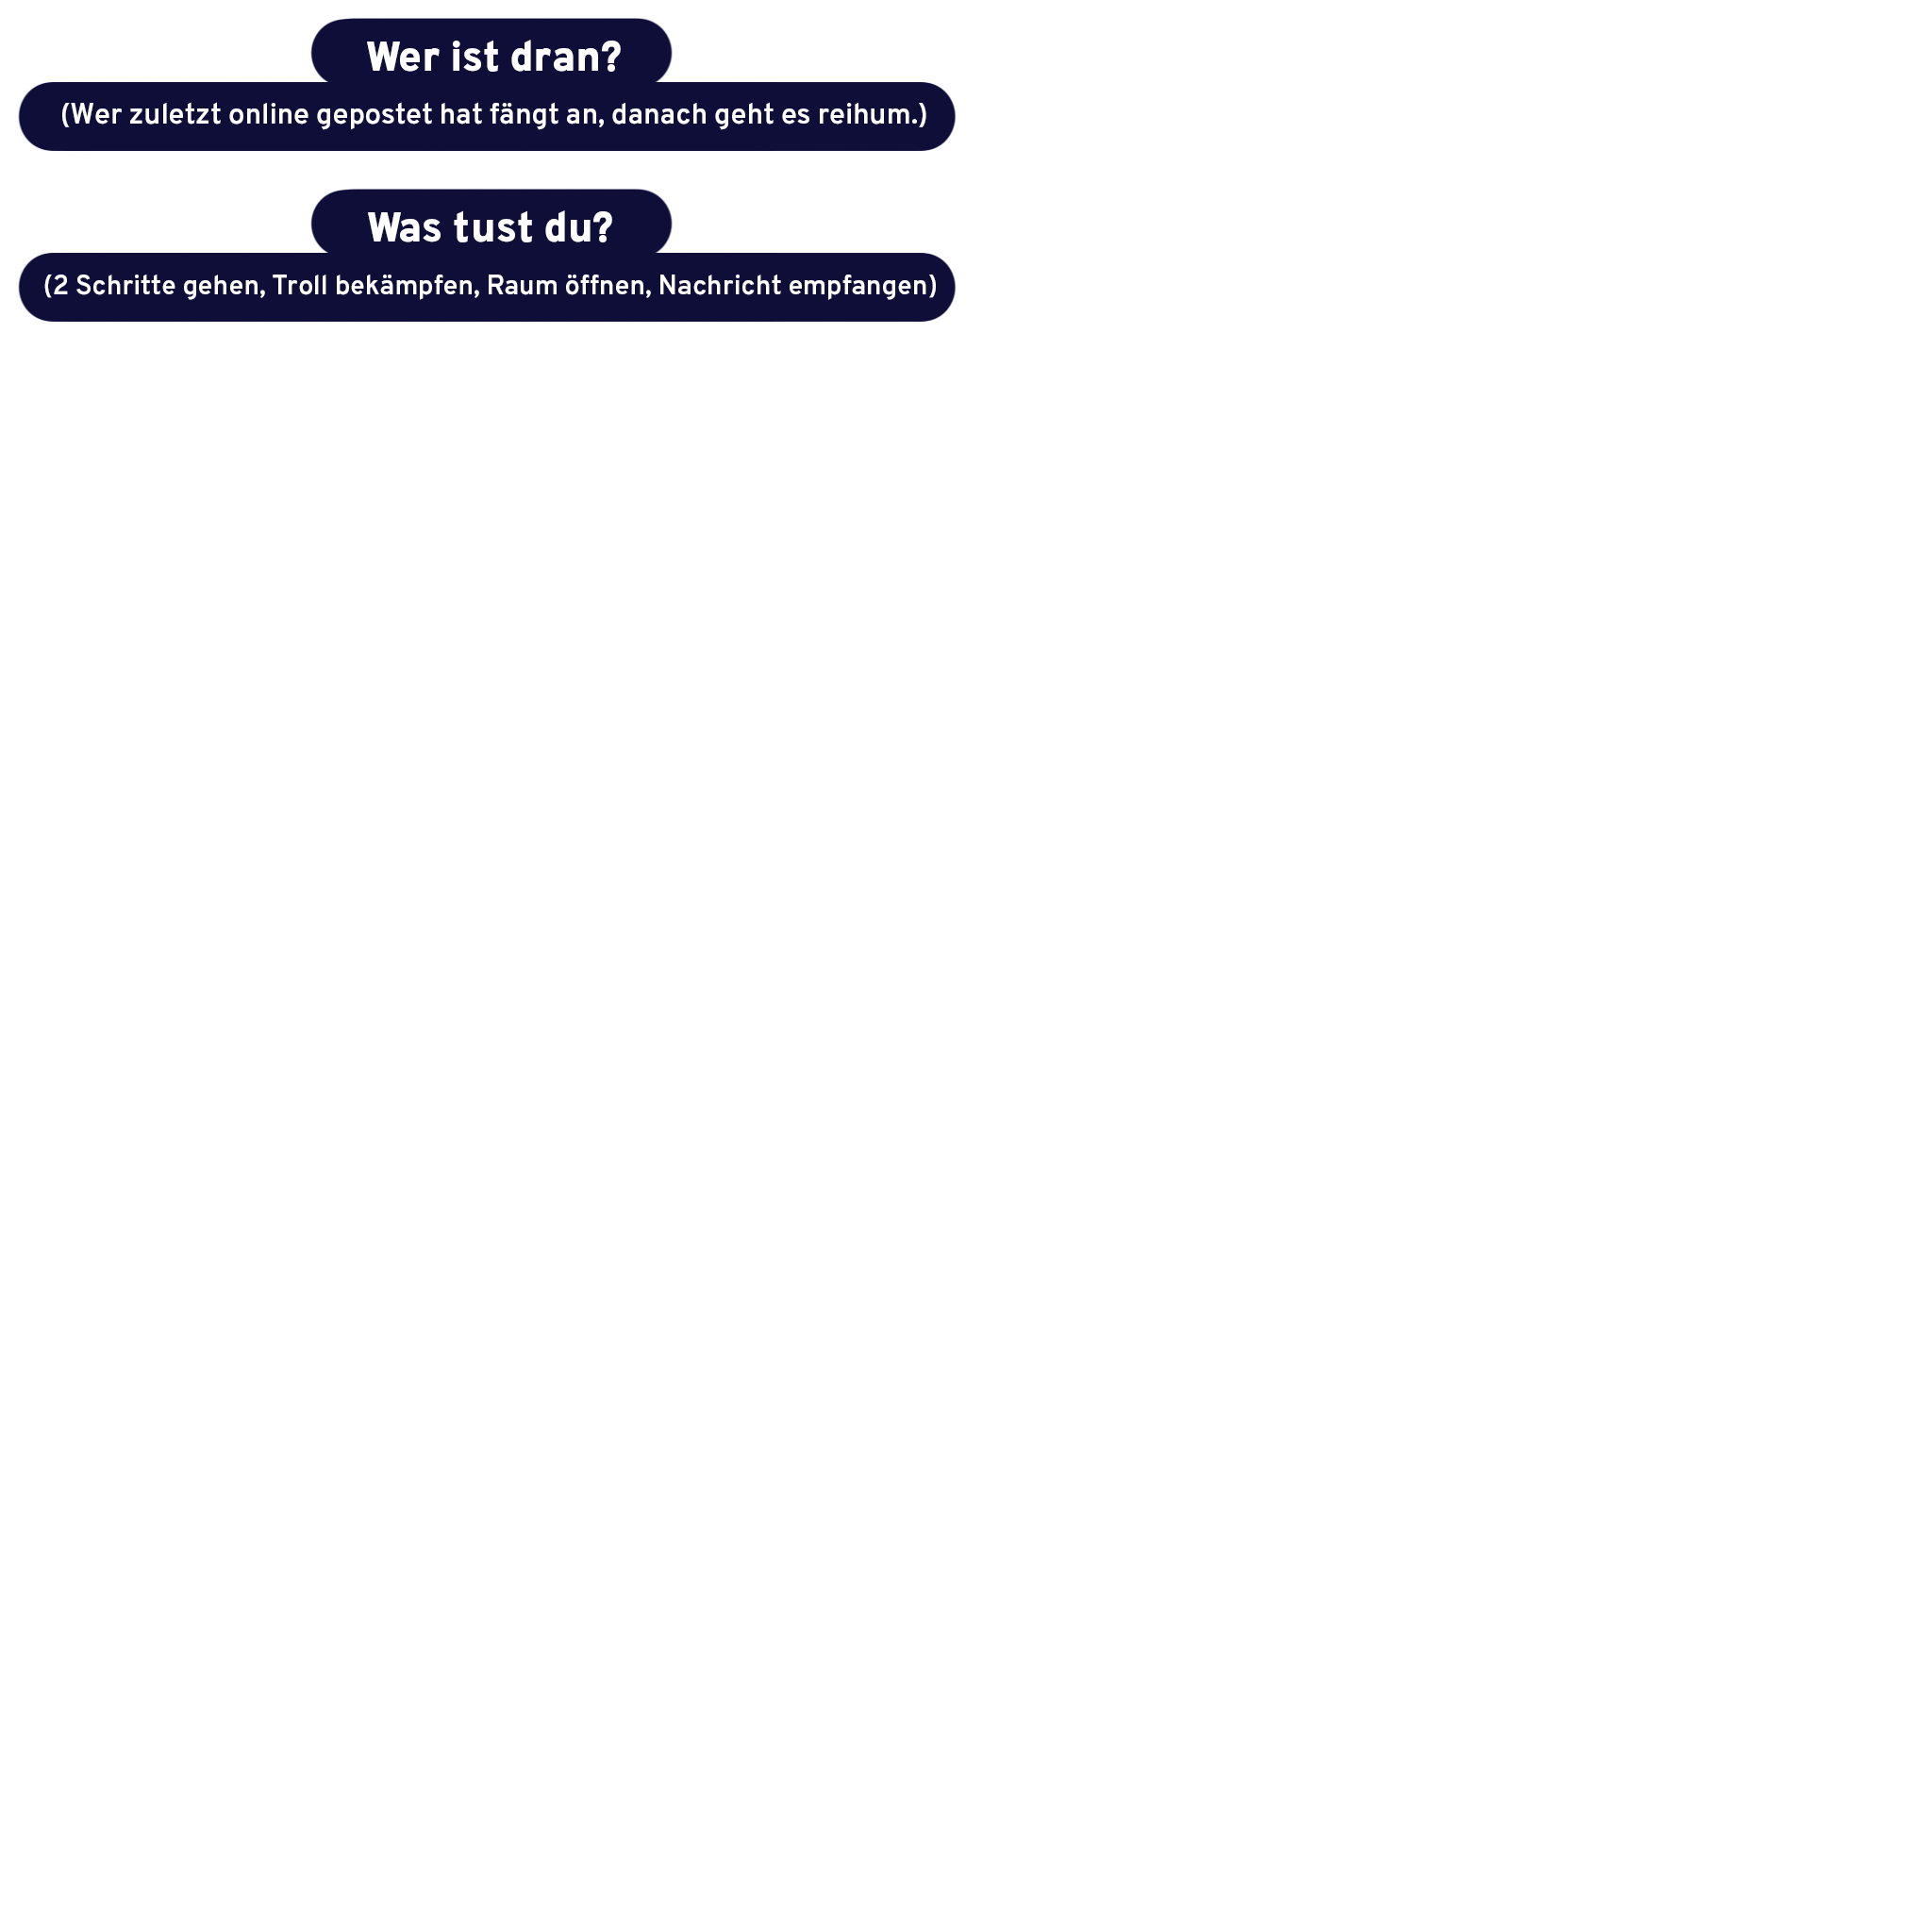 Wer ist dran?
(Wer zuletzt online gepostet hat fängt an, danach geht es reihum.)
Was tust du?
(2 Schritte gehen, Troll bekämpfen, Raum öffnen, Nachricht empfangen)